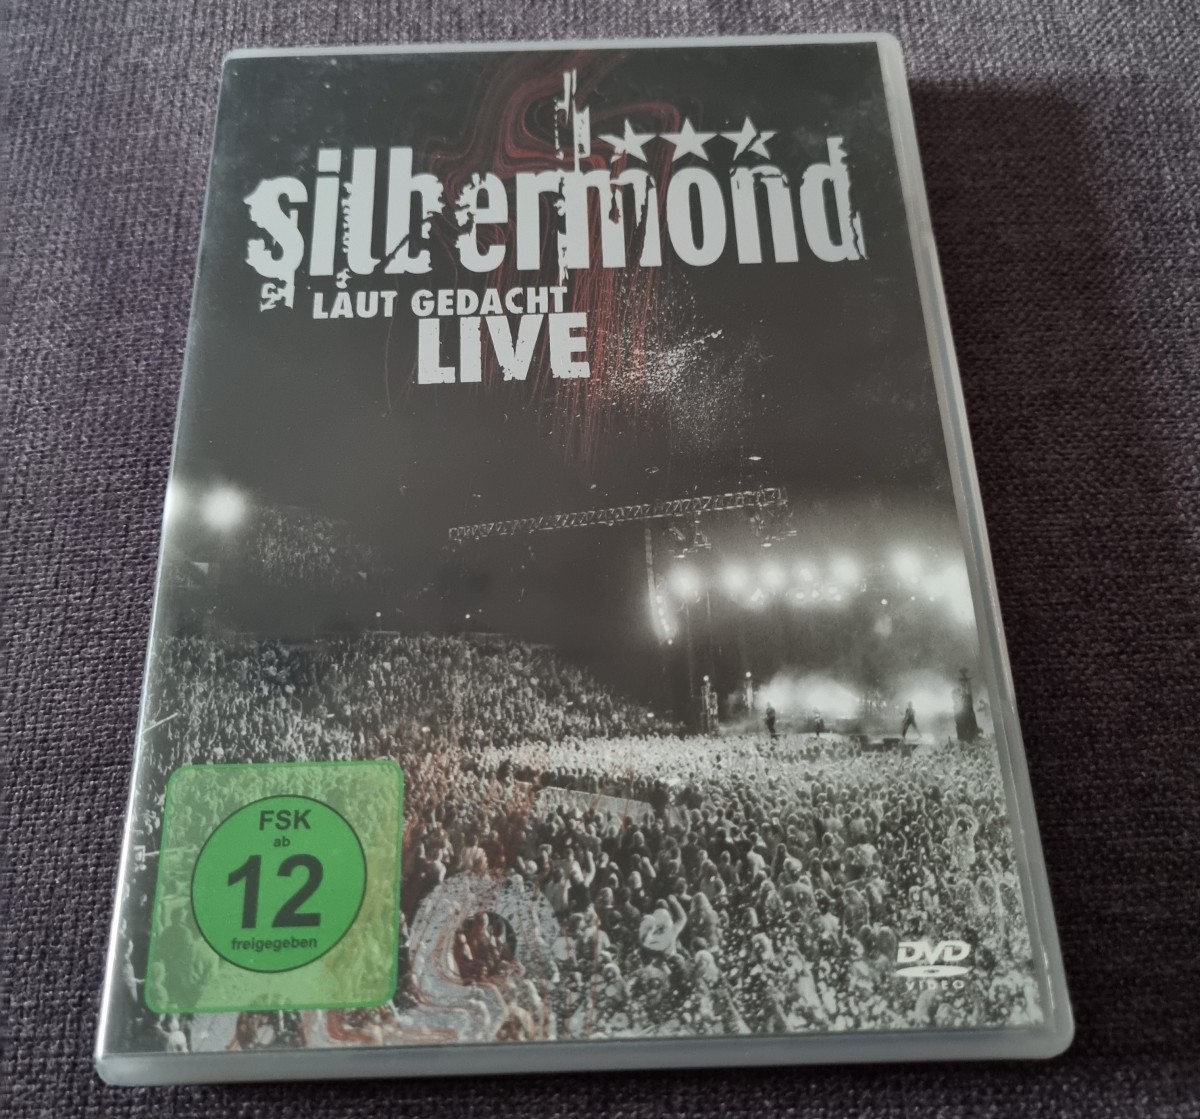 silbermond
LAUT GEDACHT
LIVE
FSK
ab
12
freigegeben
DVD
VIDEO